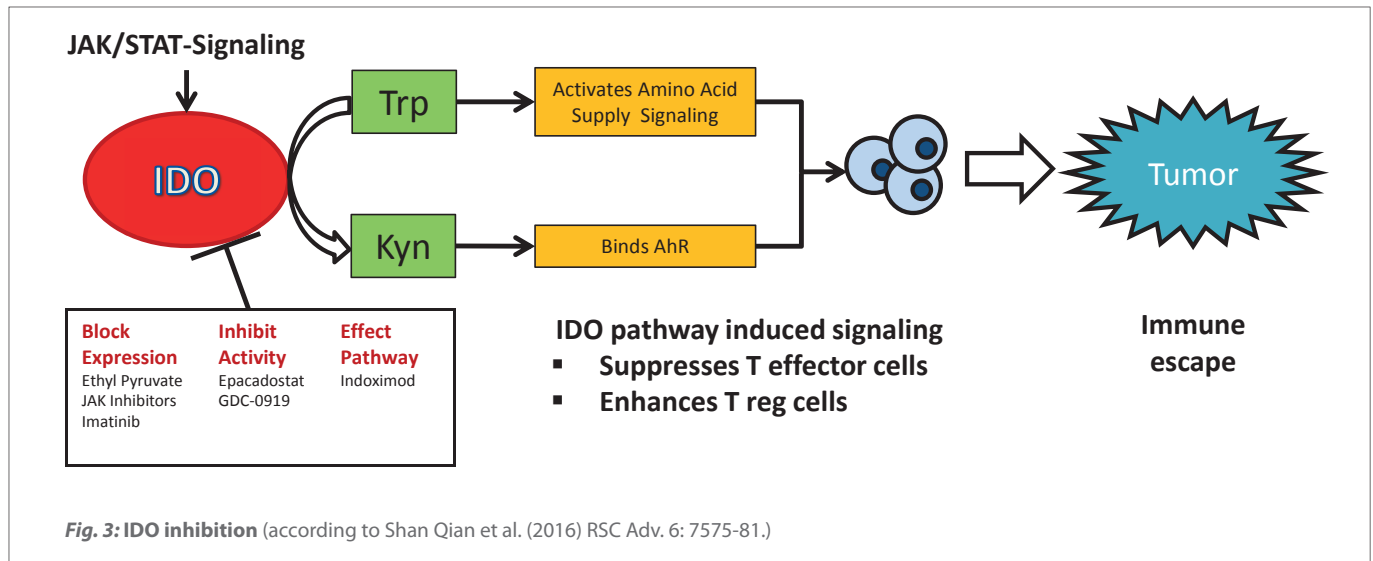 JAK/STAT-Signaling
IDO
Trp
Kyn
Activates Amino Acid
Supply Signaling
Binds AhR
Tumor
Block
Expression
Ethyl Pyruvate
JAK Inhibitors
Imatinib
Inhibit
Activity
Epacadostat
GDC-0919
Effect
Pathway
Indoximod
IDO pathway induced signaling
▪ Suppresses T effector cells
▪ Enhances T reg cells
Immune
escape
Fig. 3: IDO inhibition (according to Shan Qian et al. (2016) RSC Adv. 6: 7575-81.)